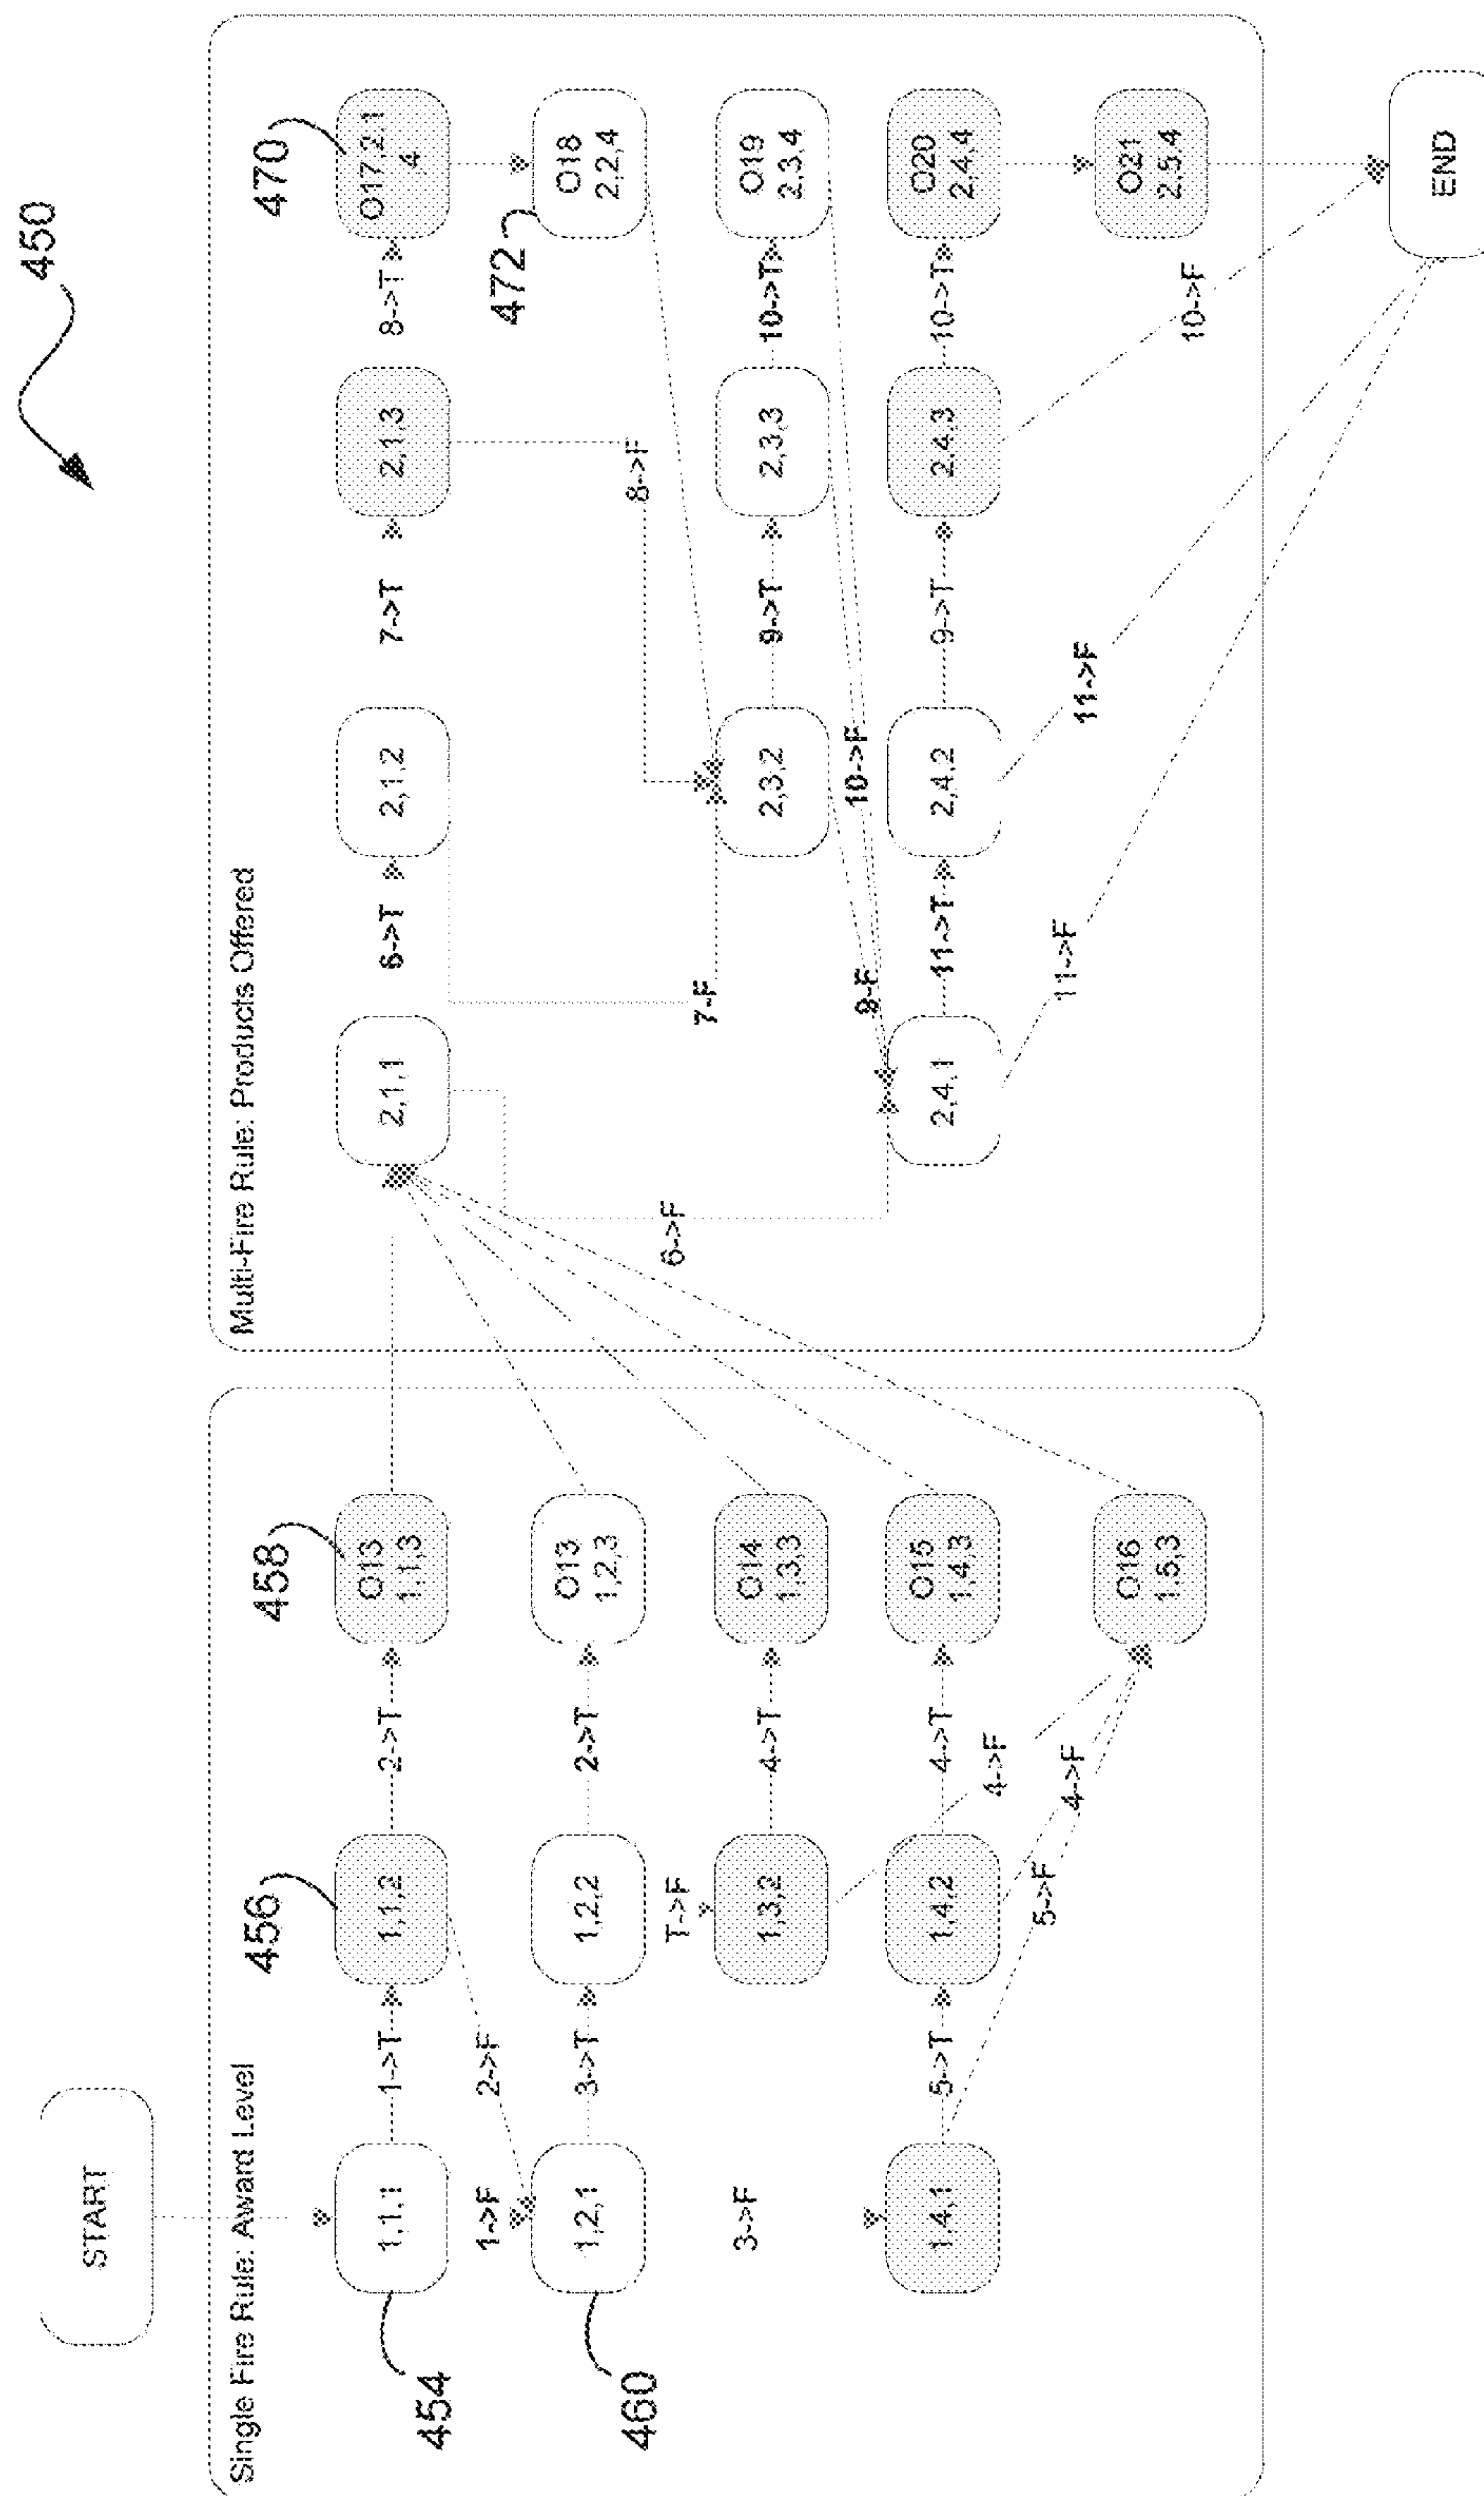 450
START
Single Fire Rule: Award Level
454
1,1,1
1->T
456
1,1,2
2->T
458
O13
1,1,3
1->F
2->F
460
1,2,1
3->T
1,2,2
2->T
O13
1,2,3
3->F
T->F
1,3,2
4->T
O14
1,3,3
4->F
1,4,1
5->T
1,4,2
4->T
O15
1,4,3
5->F
4->F
O16
1,5,3
Multi-Fire Rule: Products Offered
2,1,1
6->T
2,1,2
7->T
2,1,3
8->T
470
O17,2,1
4
472
O18
2,2,4
6->F
7-F
8->F
2,3,2
9->T
2,3,3
10->T
O19
2,3,4
9-F
10->F
2,4,1
11->T
2,4,2
9->T
2,4,3
10->T
O20
2,4,4
11->F
11->F
10->F
O21
2,5,4
END